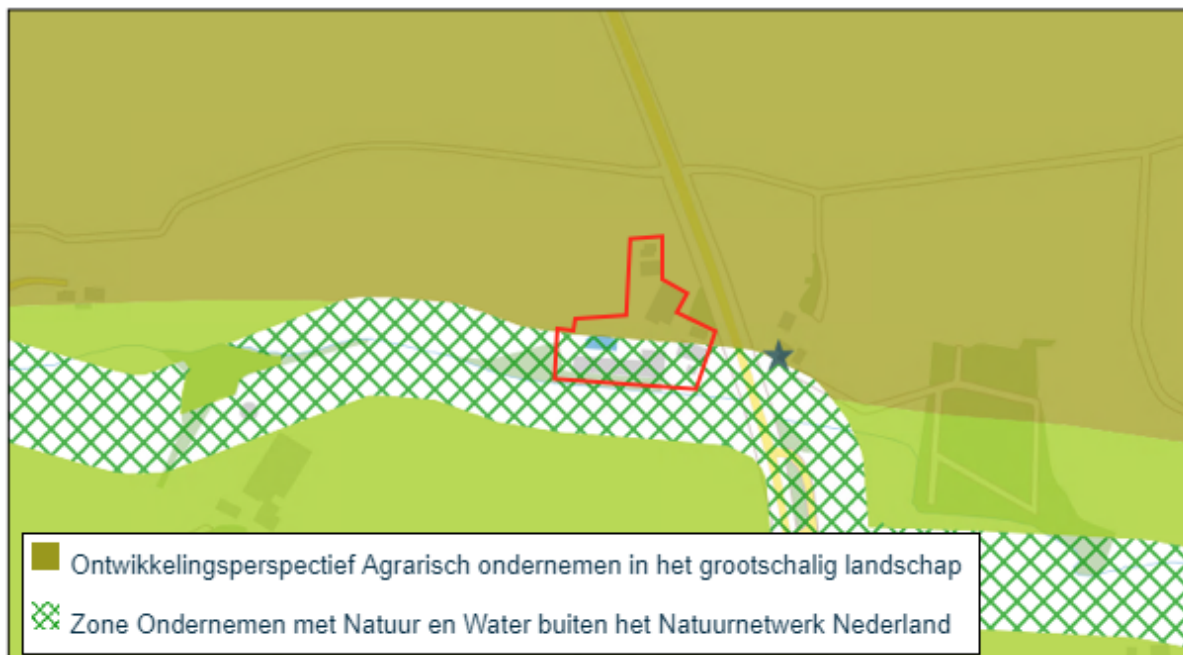 Ontwikkelingsperspectief Agrarisch ondernemen in het grootschalig landschap
Zone Ondernemen met Natuur en Water buiten het Natuurnetwerk Nederland